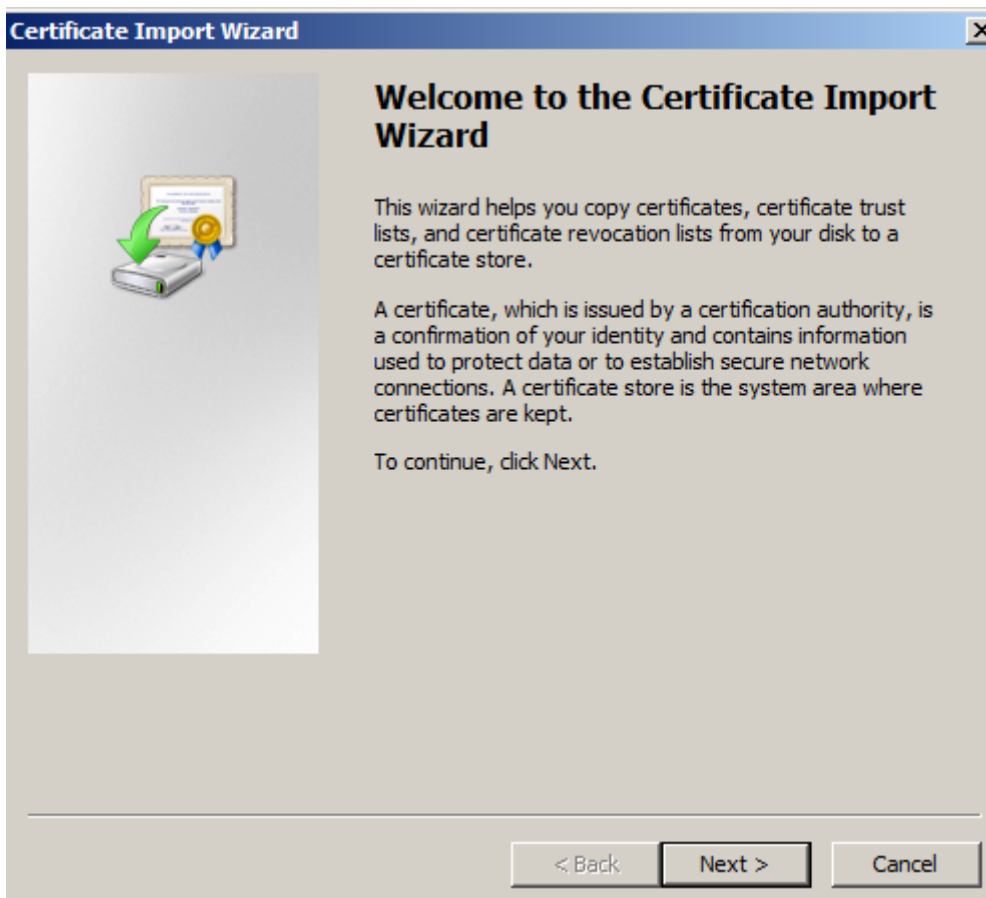 Certificate Import Wizard
Welcome to the Certificate Import
Wizard
This wizard helps you copy certificates, certificate trust
lists, and certificate revocation lists from your disk to a
certificate store.
A certificate, which is issued by a certification authority, is
a confirmation of your identity and contains information
used to protect data or to establish secure network
connections. A certificate store is the system area where
certificates are kept.
To continue, click Next.
< Back
Next >
Cancel